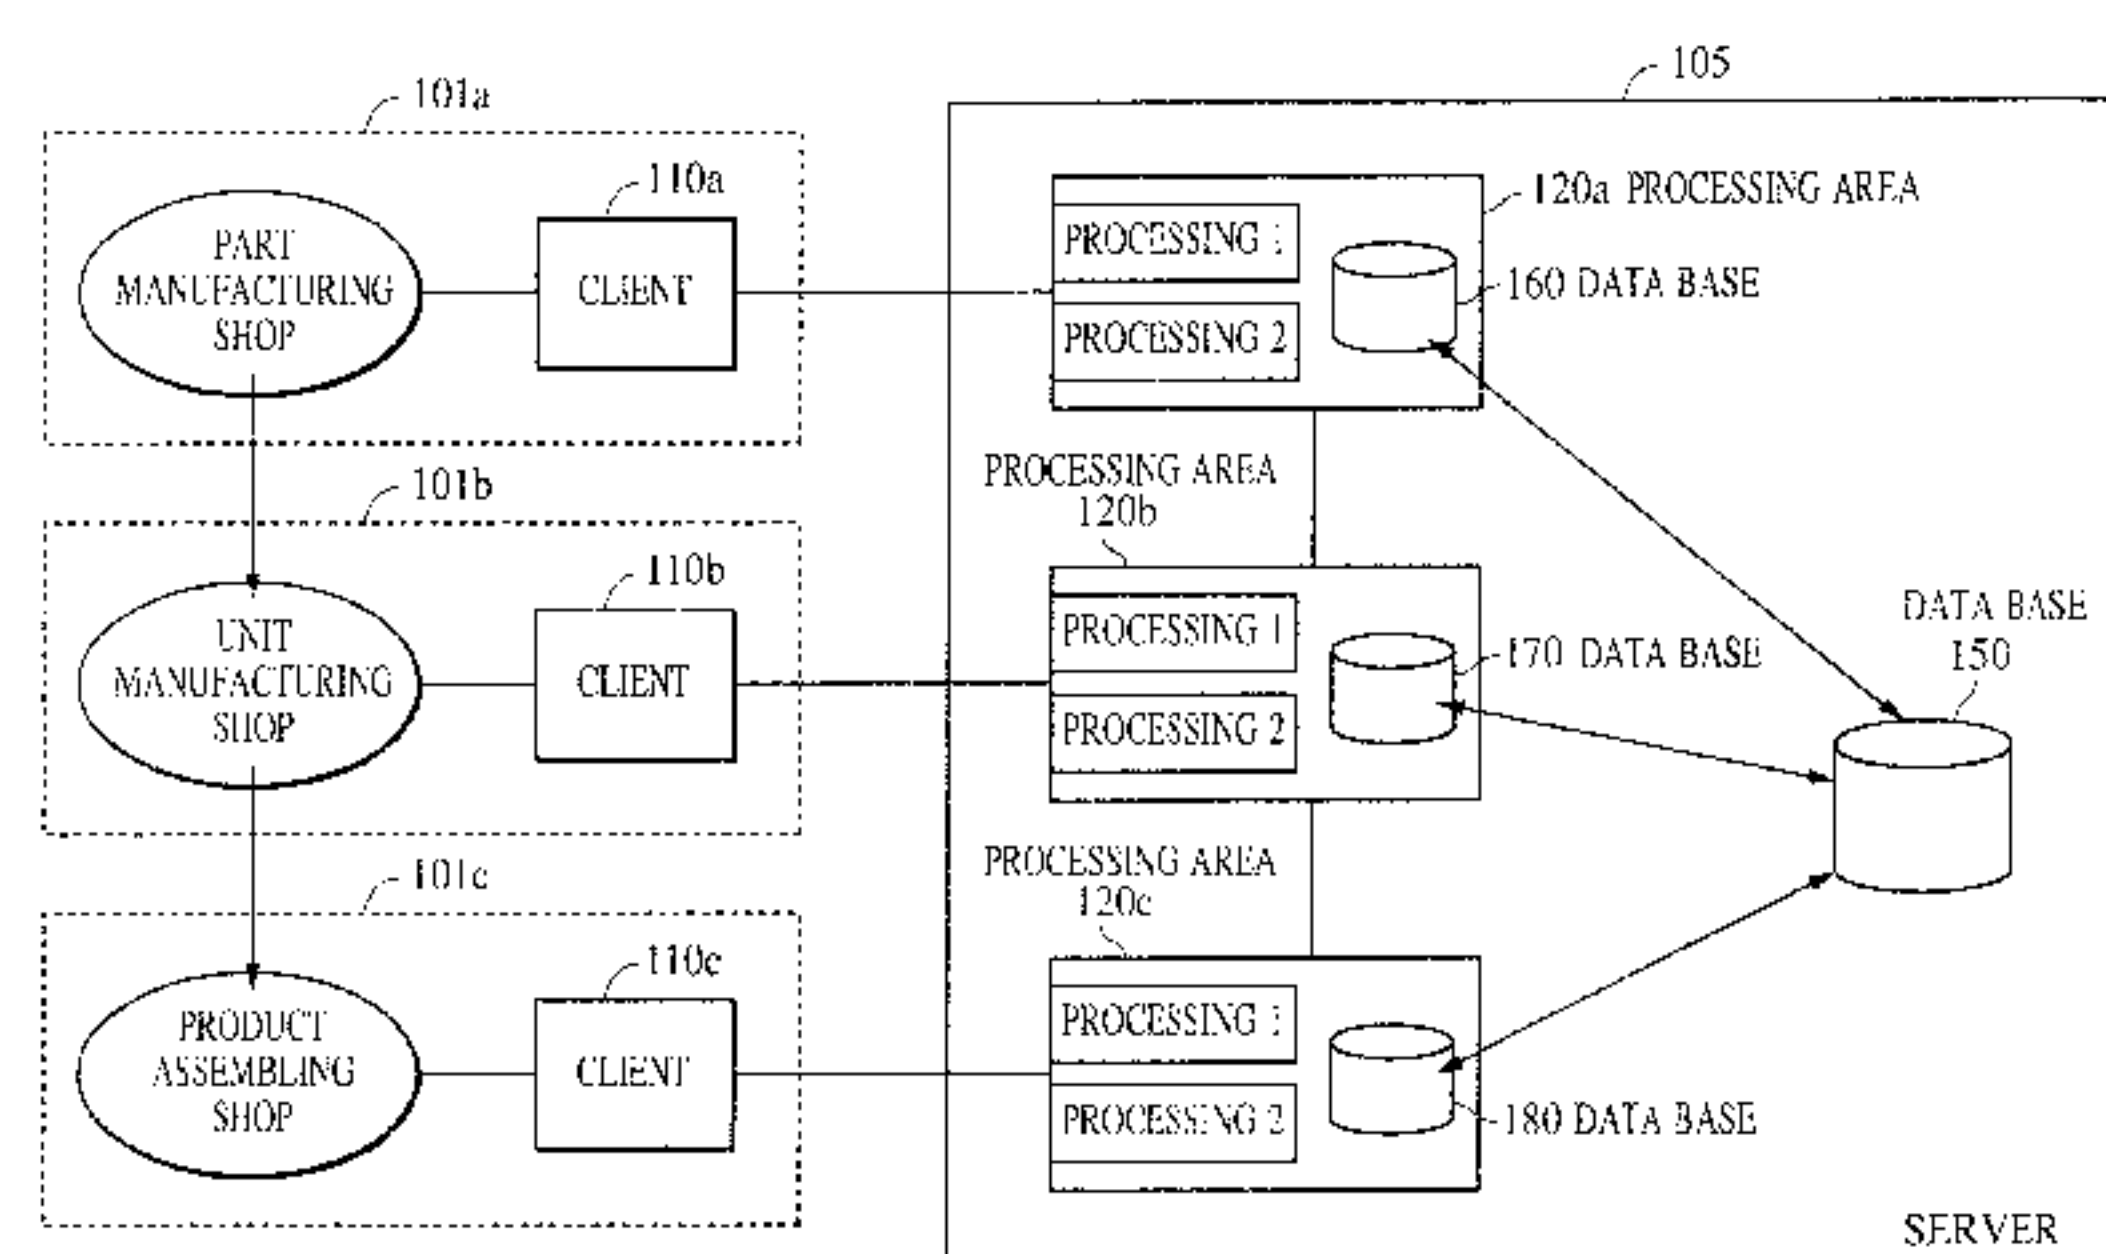 105
101a
110a
PART
MANUFACTURING
SHOP
CLIENT
PROCESSING 1
PROCESSING 2
120a PROCESSING AREA
160 DATA BASE
PROCESSING AREA
120b
101b
110b
UNIT
MANUFACTURING
SHOP
CLIENT
PROCESSING 1
PROCESSING 2
170 DATA BASE
DATA BASE
150
PROCESSING AREA
120c
101c
110c
PRODUCT
ASSEMBLING
SHOP
CLIENT
PROCESSING 1
PROCESSING 2
180 DATA BASE
SERVER